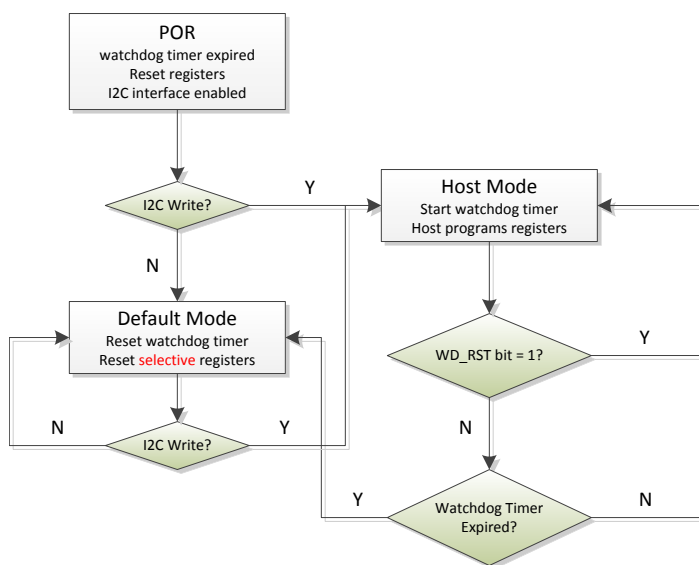 POR
watchdog timer expired
Reset registers
I2C interface enabled
I2C Write?
Y
N
Host Mode
Start watchdog timer
Host programs registers
Default Mode
Reset watchdog timer
Reset selective registers
WD_RST bit = 1?
Y
N
I2C Write?
N
Y
Watchdog Timer
Expired?
Y
N